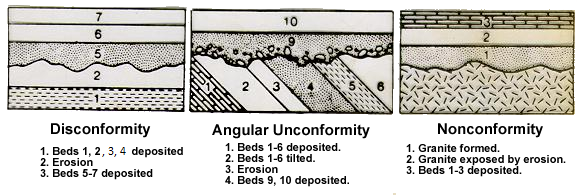 7
6
5
2
1
Disconformity
1. Beds 1, 2, 3, 4 deposited
2. Erosion
3. Beds 5-7 deposited
10
9
1 2 3 4 5 6
Angular Unconformity
1. Beds 1-6 deposited.
2. Beds 1-6 tilted.
3. Erosion
4. Beds 9, 10 deposited.
3
2
1
Nonconformity
1. Granite formed.
2. Granite exposed by erosion.
3. Beds 1-3 deposited.